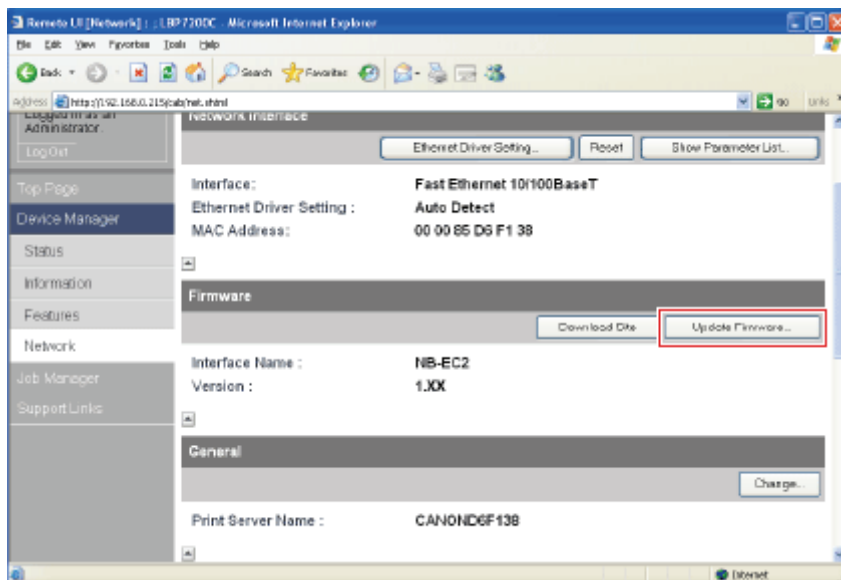 Remote UI [Network] : ; LBP7200C - Microsoft Internet Explorer
File Edit View Favorites Tools Help
Back Search Favorites
Address http://192.168.0.215/cab/net.shtml Go Links
Logged in as an
Administrator.
Log Out
Top Page
Device Manager
Status
Information
Features
Network
Job Manager
Support Links
Network Interface
Ethernet Driver Setting... Reset Show Parameter List...
Interface: Fast Ethernet 10/100BaseT
Ethernet Driver Setting : Auto Detect
MAC Address: 00 00 85 D6 F1 38
Firmware
Download Site Update Firmware...
Interface Name : NB-EC2
Version : 1.XX
General
Change...
Print Server Name : CANOND6F138
Internet